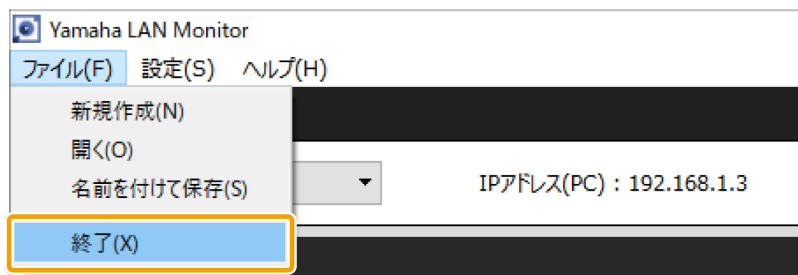 Yamaha LAN Monitor
ファイル(F) 設定(S) ヘルプ(H)
新規作成(N)
開く(O)
名前を付けて保存(S)
IPアドレス(PC) : 192.168.1.3
終了(X)